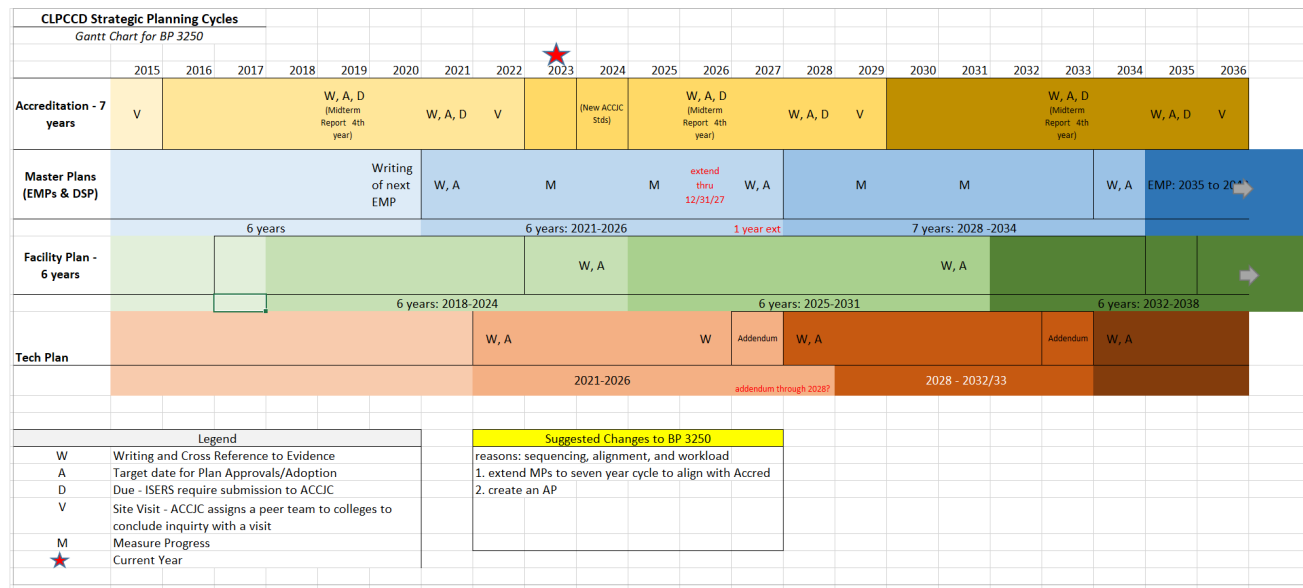 CLPCCD Strategic Planning Cycles
Gantt Chart for BP 3250
2015 2016 2017 2018 2019 2020 2021 2022 2023 2024 2025 2026 2027 2028 2029 2030 2031 2032 2033 2034 2035 2036
Accreditation - 7
years
V
W, A, D
(Midterm
Report 4th
year)
W, A, D
V
(New ACCJC
Stds)
W, A, D
(Midterm
Report 4th
year)
W, A, D
V
W, A, D
(Midterm
Report 4th
year)
W, A, D
V
Master Plans
(EMPs & DSP)
Writing
of next
EMP
W, A
M
M
extend
thru
12/31/27
W, A
M
M
W, A
EMP: 2035 to
6 years
6 years: 2021-2026
1 year ext
7 years: 2028 -2034
Facility Plan -
6 years
W, A
W, A
6 years: 2018-2024
6 years: 2025-2031
6 years: 2032-2038
Tech Plan
W, A
W
Addendum
W, A
Addendum
W, A
2021-2026
addendum through 2028?
2028 - 2032/33
Legend
W Writing and Cross Reference to Evidence
A Target date for Plan Approvals/Adoption
D Due - ISERS require submission to ACCJC
V Site Visit - ACCJC assigns a peer team to colleges to
conclude inquirty with a visit
M Measure Progress
Current Year
Suggested Changes to BP 3250
reasons: sequencing, alignment, and workload
1. extend MPs to seven year cycle to align with Accred
2. create an AP